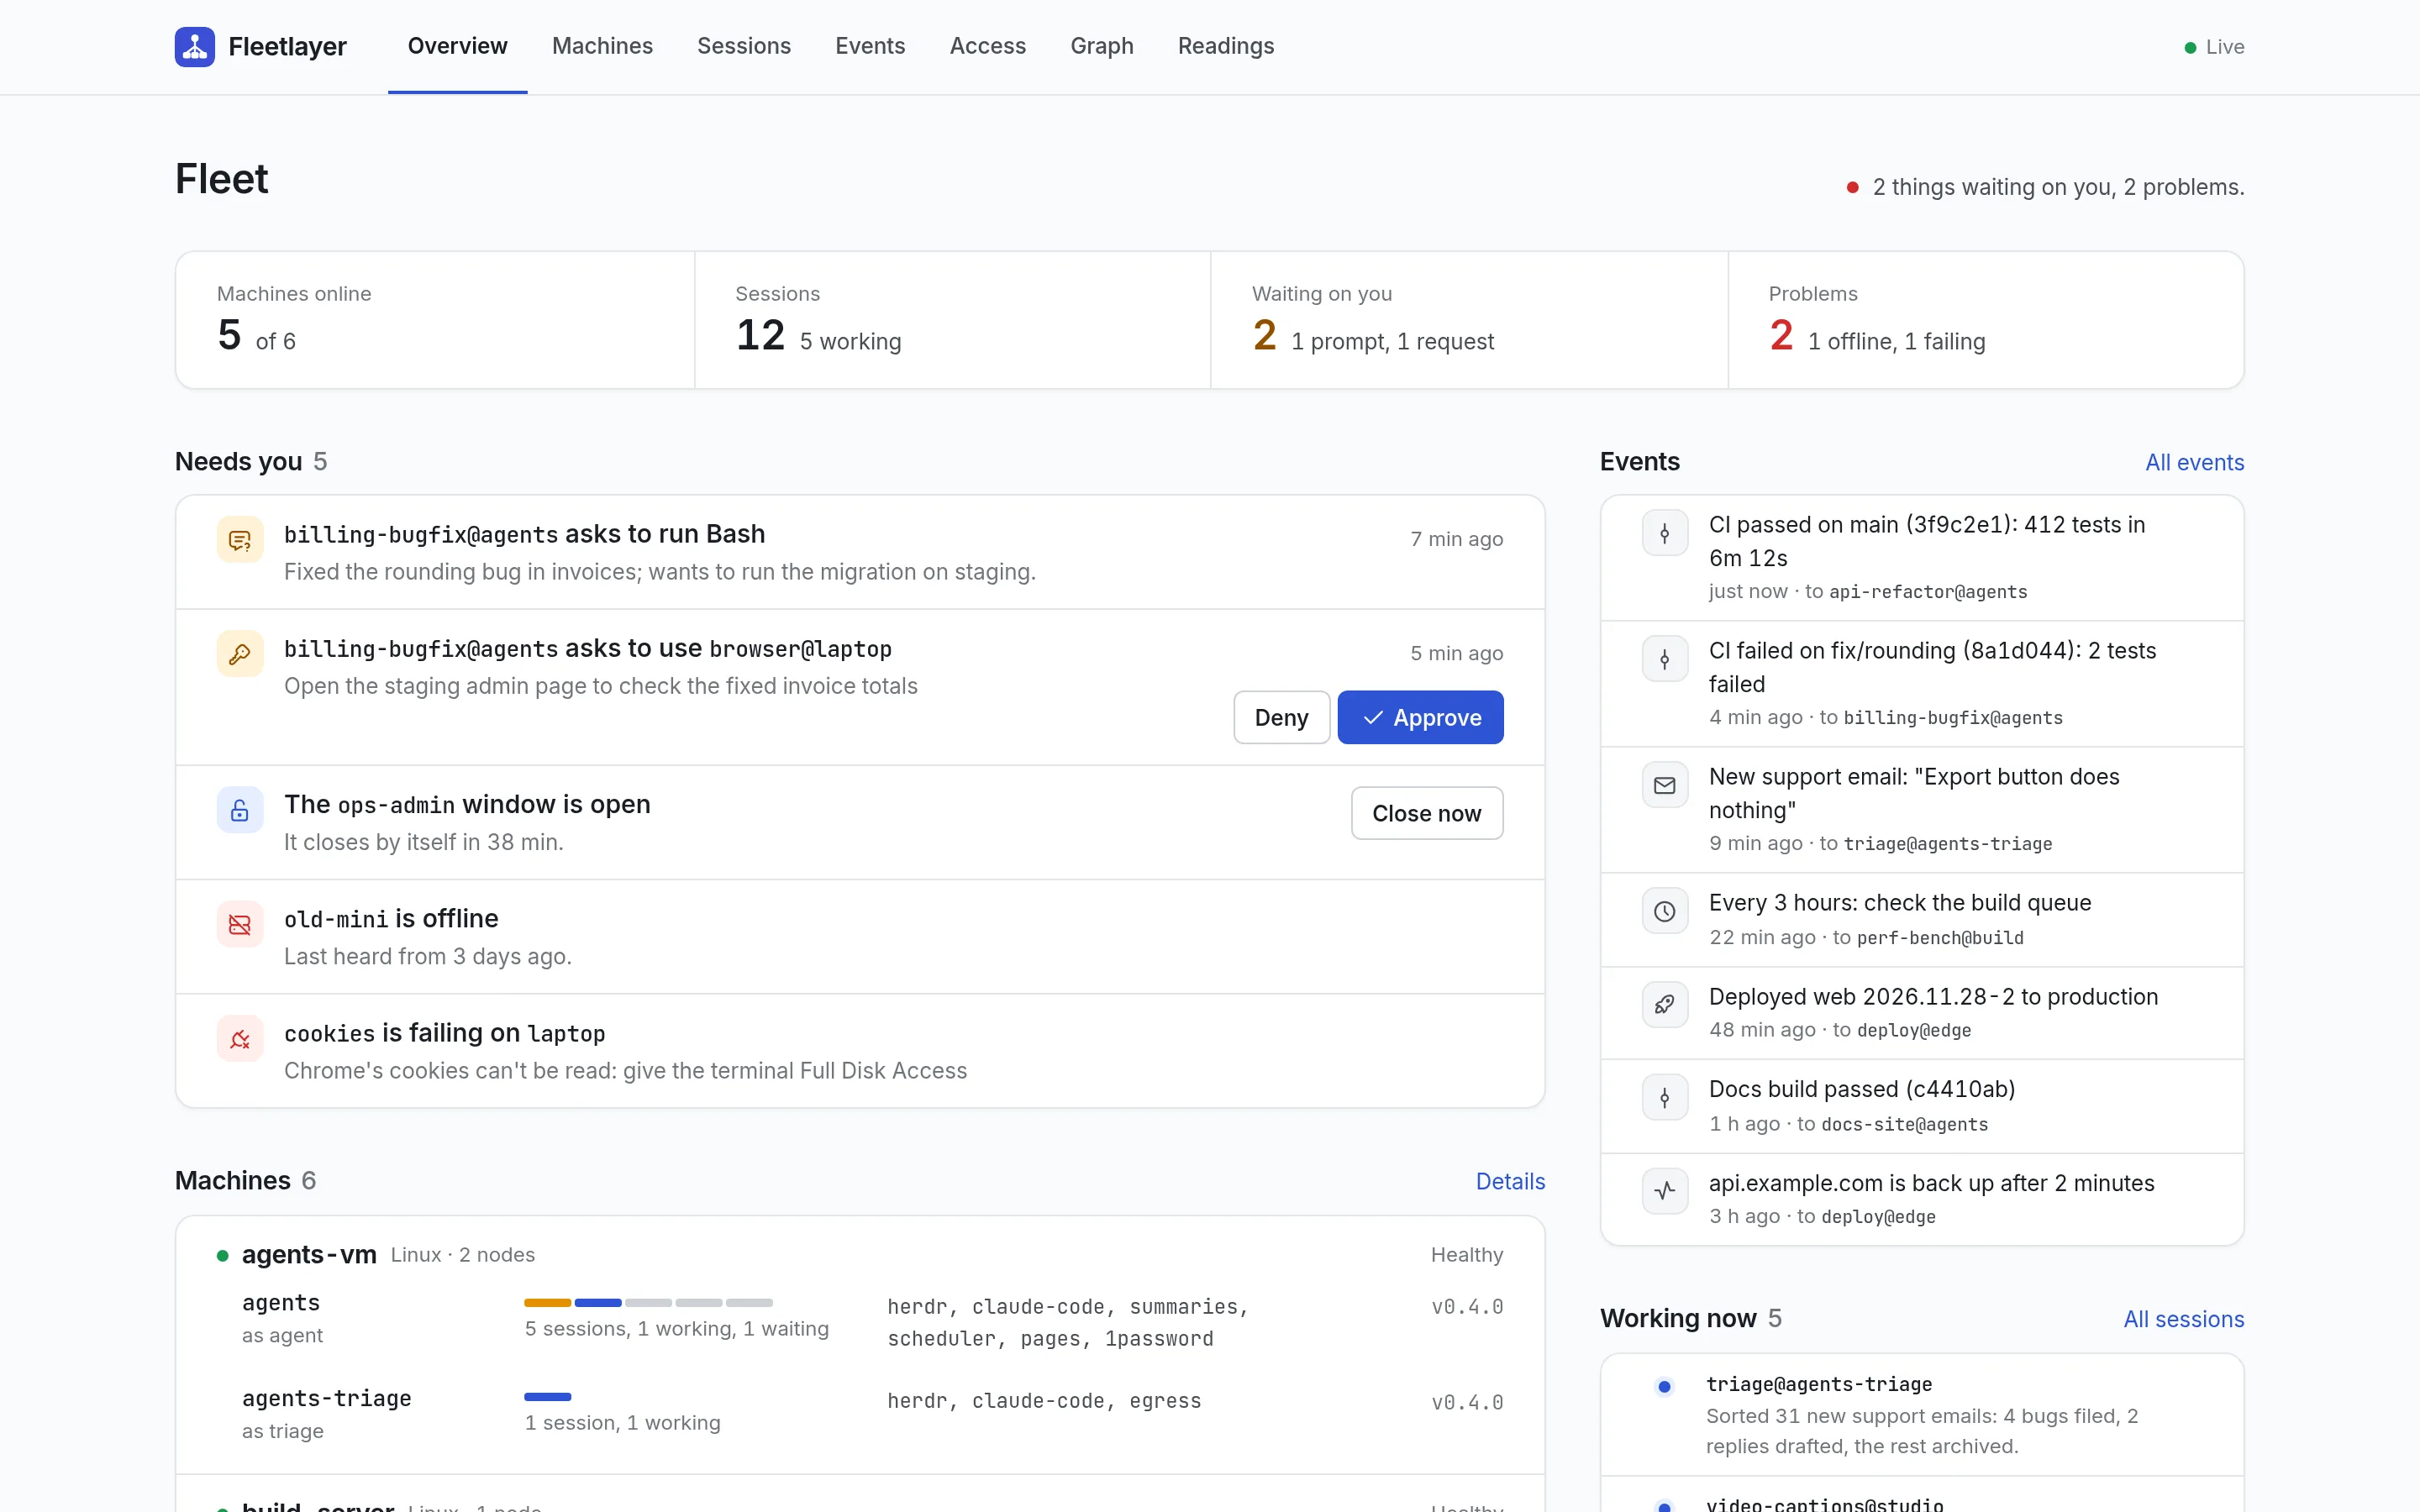 Fleetlayer
Overview
Machines
Sessions
Events
Access
Graph
Readings
Live
Fleet
2 things waiting on you, 2 problems.
Machines online
5 of 6
Sessions
12 5 working
Waiting on you
2 1 prompt, 1 request
Problems
2 1 offline, 1 failing
Needs you 5
billing-bugfix@agents asks to run Bash
7 min ago
Fixed the rounding bug in invoices; wants to run the migration on staging.
billing-bugfix@agents asks to use browser@laptop
5 min ago
Open the staging admin page to check the fixed invoice totals
Deny
Approve
The ops-admin window is open
It closes by itself in 38 min.
Close now
old-mini is offline
Last heard from 3 days ago.
cookies is failing on laptop
Chrome's cookies can't be read: give the terminal Full Disk Access
Machines 6
Details
agents-vm Linux · 2 nodes
Healthy
agents
as agent
5 sessions, 1 working, 1 waiting
herdr, claude-code, summaries,
scheduler, pages, 1password
v0.4.0
agents-triage
as triage
1 session, 1 working
herdr, claude-code, egress
v0.4.0
build-server Linux · 1 node
Healthy
Events
All events
CI passed on main (3f9c2e1): 412 tests in
6m 12s
just now · to api-refactor@agents
CI failed on fix/rounding (8a1d044): 2 tests
failed
4 min ago · to billing-bugfix@agents
New support email: "Export button does
nothing"
9 min ago · to triage@agents-triage
Every 3 hours: check the build queue
22 min ago · to perf-bench@build
Deployed web 2026.11.28-2 to production
48 min ago · to deploy@edge
Docs build passed (c4410ab)
1 h ago · to docs-site@agents
api.example.com is back up after 2 minutes
3 h ago · to deploy@edge
Working now 5
All sessions
triage@agents-triage
Sorted 31 new support emails: 4 bugs filed, 2
replies drafted, the rest archived.
video-captions@studio